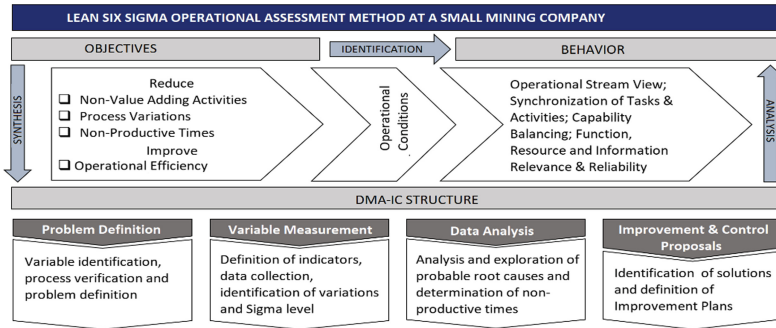 LEAN SIX SIGMA OPERATIONAL ASSESSMENT METHOD AT A SMALL MINING COMPANY
OBJECTIVES
IDENTIFICATION
BEHAVIOR
SYNTHESIS
Reduce
Non-Value Adding Activities
Process Variations
Non-Productive Times
Improve
Operational Efficiency
Operational
Conditions
Operational Stream View;
Synchronization of Tasks &
Activities; Capability
Balancing; Function,
Resource and Information
Relevance & Reliability
ANALYSIS
DMA-IC STRUCTURE
Problem Definition
Variable identification,
process verification and
problem definition
Variable Measurement
Definition of indicators,
data collection,
identification of variations
and Sigma level
Data Analysis
Analysis and exploration of
probable root causes and
determination of non-
productive times
Improvement & Control
Proposals
Identification of solutions
and definition of
Improvement Plans